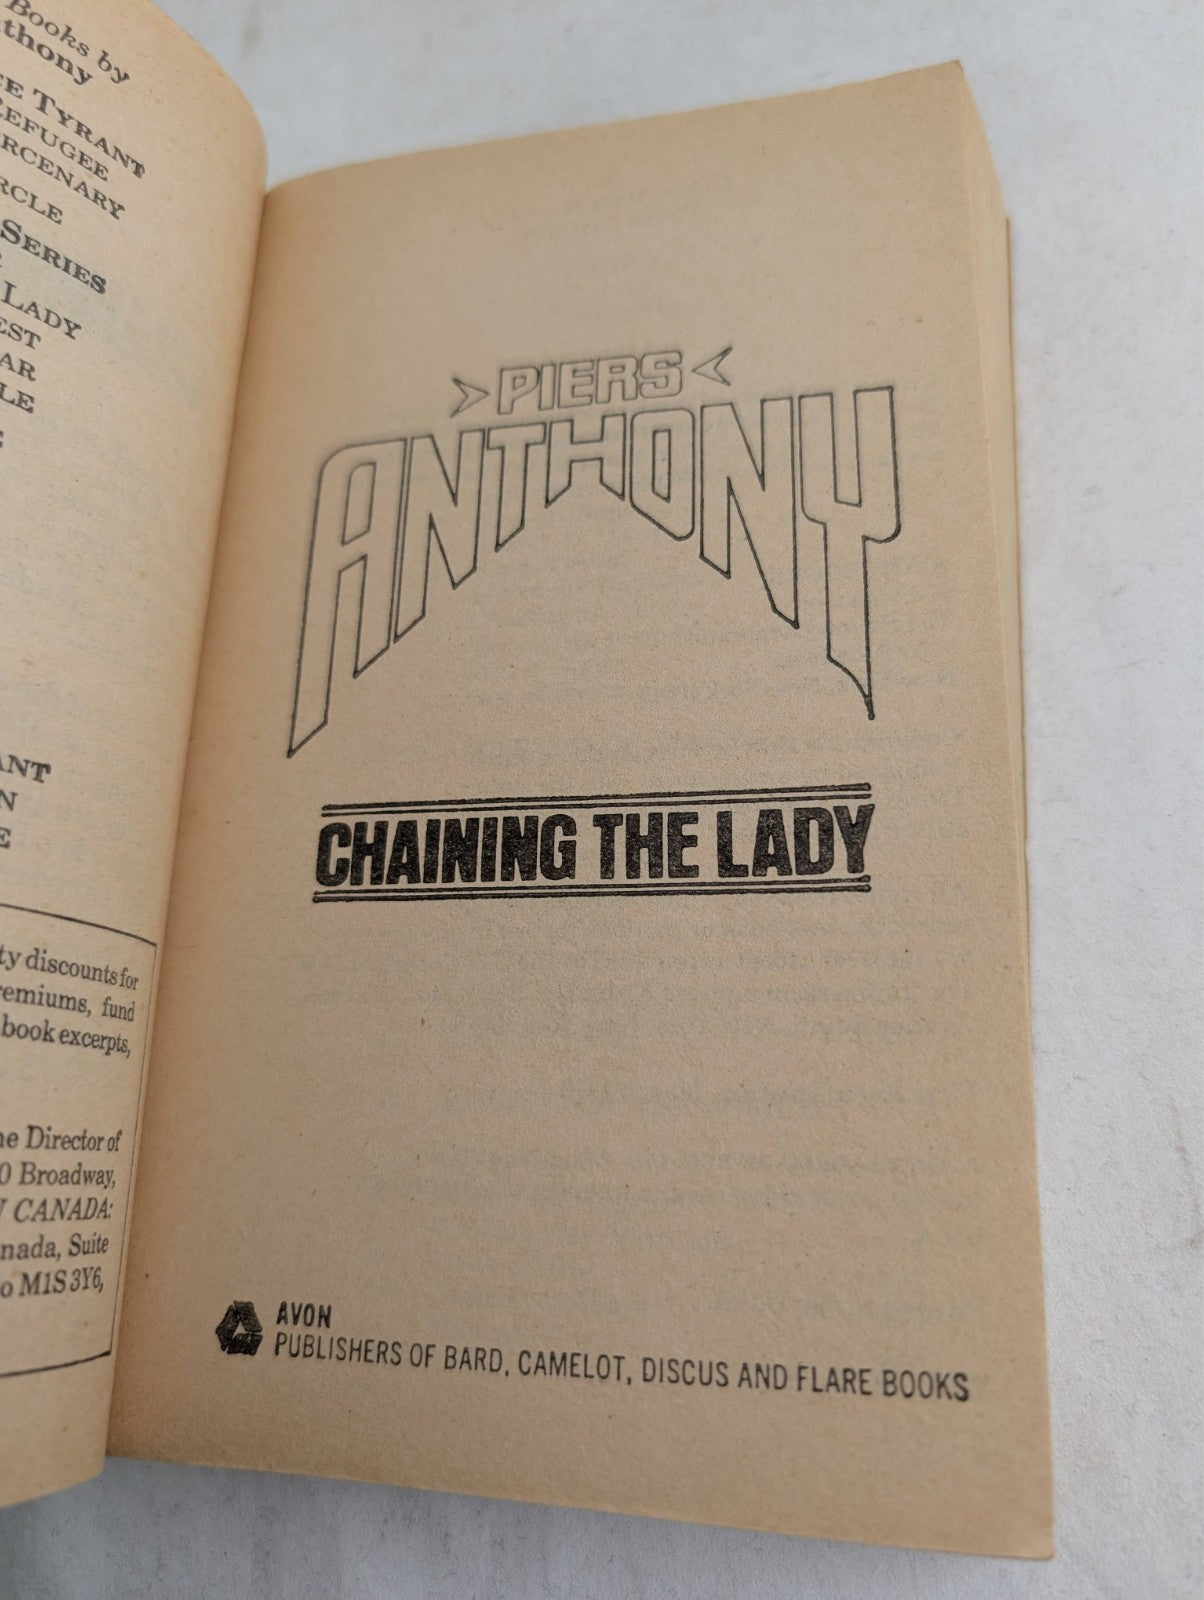 Books by
thony
CE TYRANT
REFUGEE
RCENARY
RCLE
SERIES
LADY
EST
AR
LE
ANT
N
E
ty discounts for
remiums, fund
book excerpts,
he Director of
0 Broadway,
N CANADA:
nada, Suite
o M1S 3Y6,
PIERS
ANTHONY
CHAINING THE LADY
AVON
PUBLISHERS OF BARD, CAMELOT, DISCUS AND FLARE BOOKS